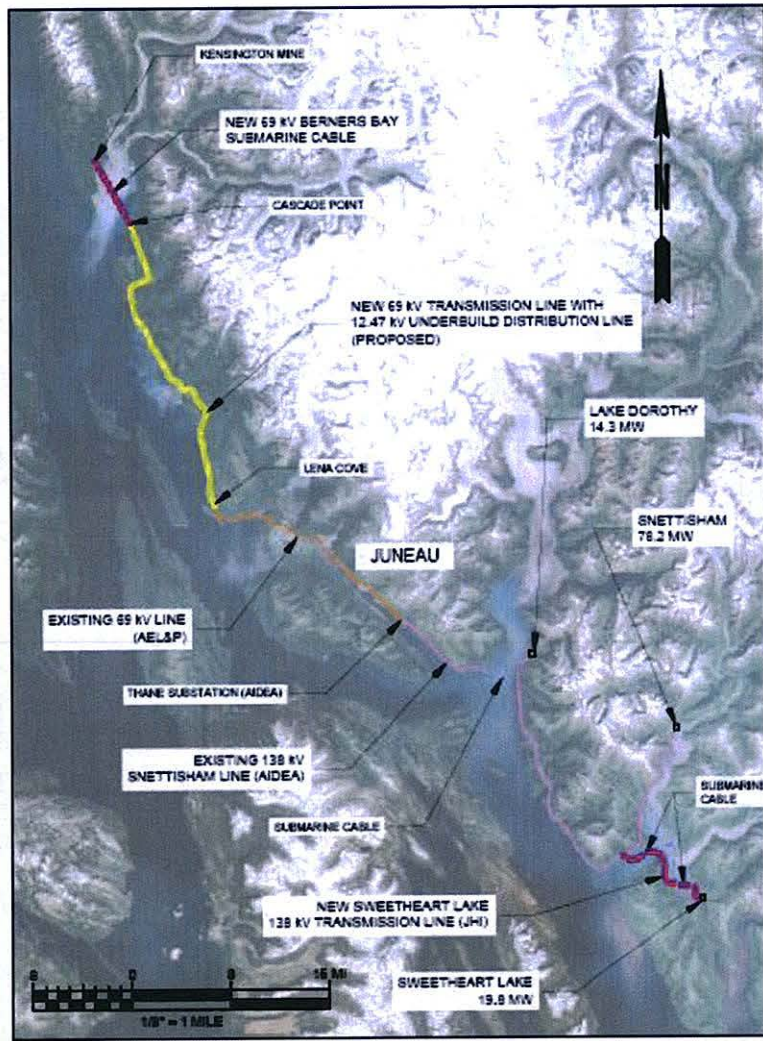 KENSINGTON MINE
NEW 69 kV BERNERS BAY
SUBMARINE CABLE
CASCADE POINT
N
NEW 69 kV TRANSMISSION LINE WITH
12.47 kV UNDERBUILD DISTRIBUTION LINE
(PROPOSED)
LAKE DOROTHY
14.3 MW
LENA COVE
SNETTISHAM
78.2 MW
JUNEAU
EXISTING 69 kV LINE
(AEL&P)
THANE SUBSTATION (AIDEA)
EXISTING 138 kV
SNETTISHAM LINE (AIDEA)
SUBMARINE
CABLE
SUBMARINE CABLE
NEW SWEETHEART LAKE
138 kV TRANSMISSION LINE (JHI)
SWEETHEART LAKE
19.8 MW
8 0 8 16 MI
1/8" = 1 MILE